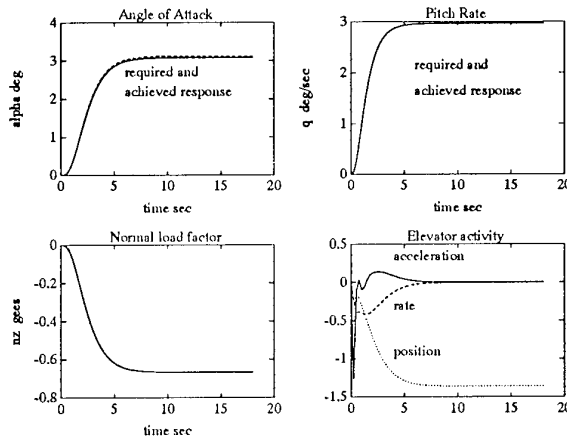 Angle of Attack
4
3
2
1
0
alpha deg
required and
achieved response
0 5 10 15 20
time sec
Pitch Rate
3
2
1
0
q deg/sec
required and
achieved response
0 5 10 15 20
time sec
Normal load factor
0
-0.2
-0.4
-0.6
-0.8
nz gees
0 5 10 15 20
time sec
Elevator activity
0.5
0
-0.5
-1
-1.5
acceleration
rate
position
0 5 10 15 20
time sec